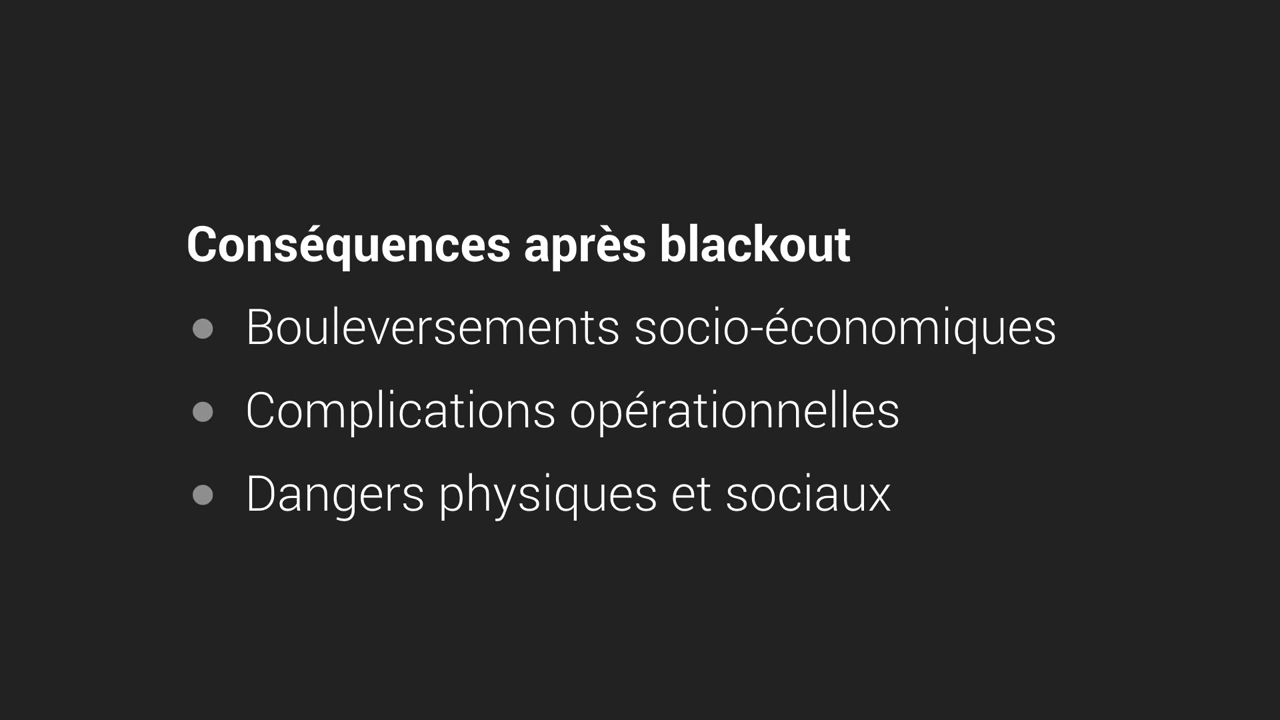 Conséquences après blackout
● Bouleversements socio-économiques
● Complications opérationnelles
● Dangers physiques et sociaux